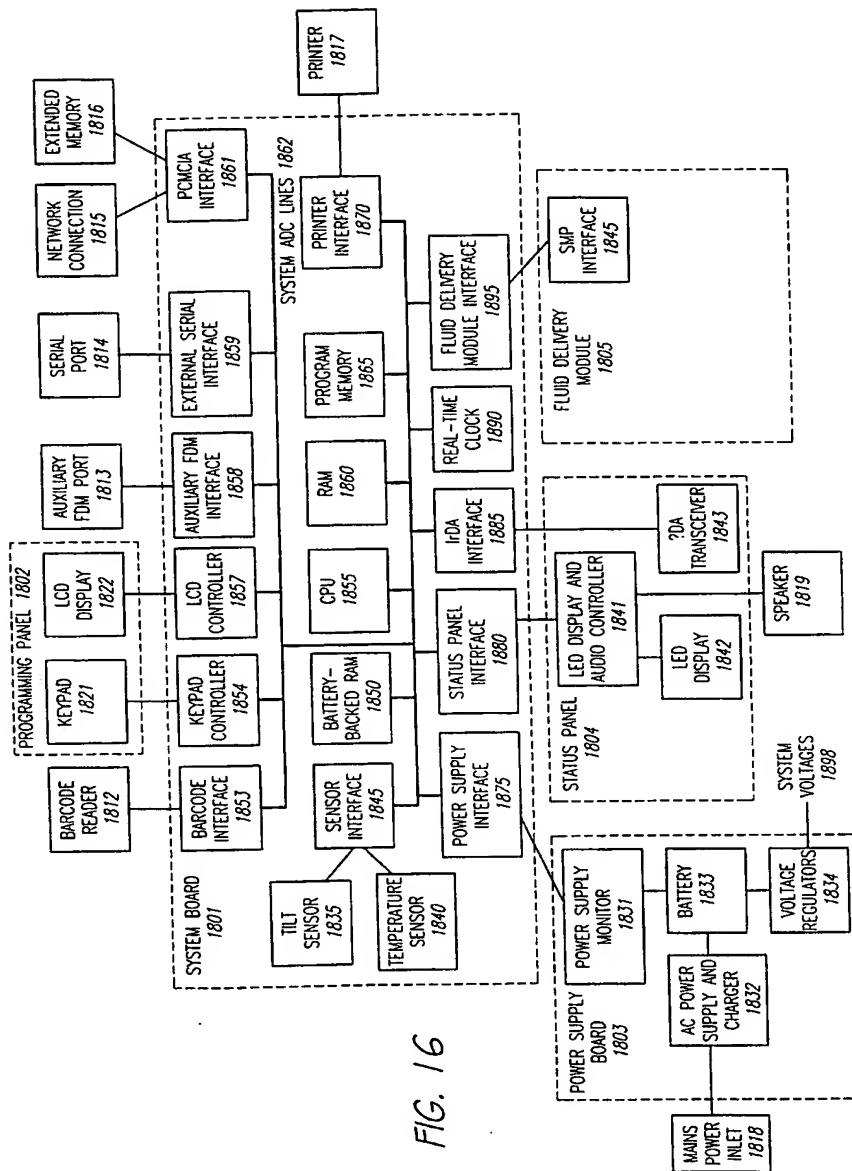 EXTENDED
MEMORY
1816
NETWORK
CONNECTION
1815
SERIAL
PORT
1814
AUXILIARY
FDM PORT
1813
PROGRAMMING PANEL 1802
LCD
DISPLAY
1822
KEYPAD
1821
BARCODE
READER
1812
PRINTER
1817
PCMCIA
INTERFACE
1861
EXTERNAL SERIAL
INTERFACE
1859
AUXILIARY FDM
INTERFACE
1858
LCD
CONTROLLER
1857
KEYPAD
CONTROLLER
1854
BARCODE
INTERFACE
1853
SYSTEM BOARD
1801
SYSTEM ADC LINES 1862
PRINTER
INTERFACE
1870
PROGRAM
MEMORY
1865
RAM
1860
CPU
1855
BATTERY-
BACKED RAM
1850
SENSOR
INTERFACE
1845
TILT
SENSOR
1835
TEMPERATURE
SENSOR
1840
FLUID DELIVERY
MODULE INTERFACE
1895
REAL-TIME
CLOCK
1890
IrDA
INTERFACE
1885
STATUS PANEL
INTERFACE
1880
POWER SUPPLY
INTERFACE
1875
SMP
INTERFACE
1845
FLUID DELIVERY
MODULE
1805
?DA
TRANSCEIVER
1843
LED DISPLAY AND
AUDIO CONTROLLER
1841
LED DISPLAY
1842
STATUS PANEL
1804
SPEAKER
1819
SYSTEM
VOLTAGES
1898
POWER SUPPLY
MONITOR
1831
BATTERY
1833
VOLTAGE
REGULATORS
1834
AC POWER
SUPPLY AND
CHARGER
1832
POWER SUPPLY
BOARD
1803
MAINS
POWER
INLET
1818
FIG. 16